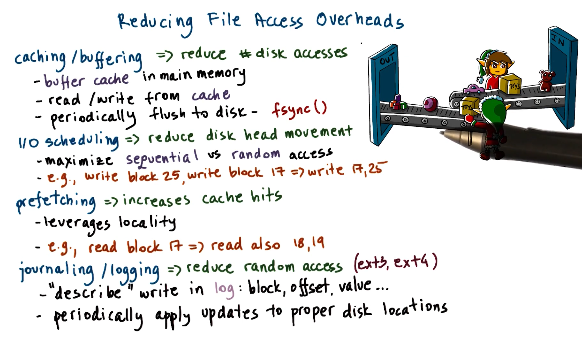 Reducing File Access Overheads
caching/buffering => reduce # disk accesses
- buffer cache in main memory
- read/write from cache
- periodically flush to disk - fsync()
I/O scheduling => reduce disk head movement
- maximize sequential vs random access
- e.g., write block 25, write block 17 => write 17,25
prefetching => increases cache hits
- leverages locality
- e.g., read block 17 => read also 18,19
journaling/logging => reduce random access (ext3, ext4)
- "describe" write in log: block, offset, value...
- periodically apply updates to proper disk locations
OUT
IN